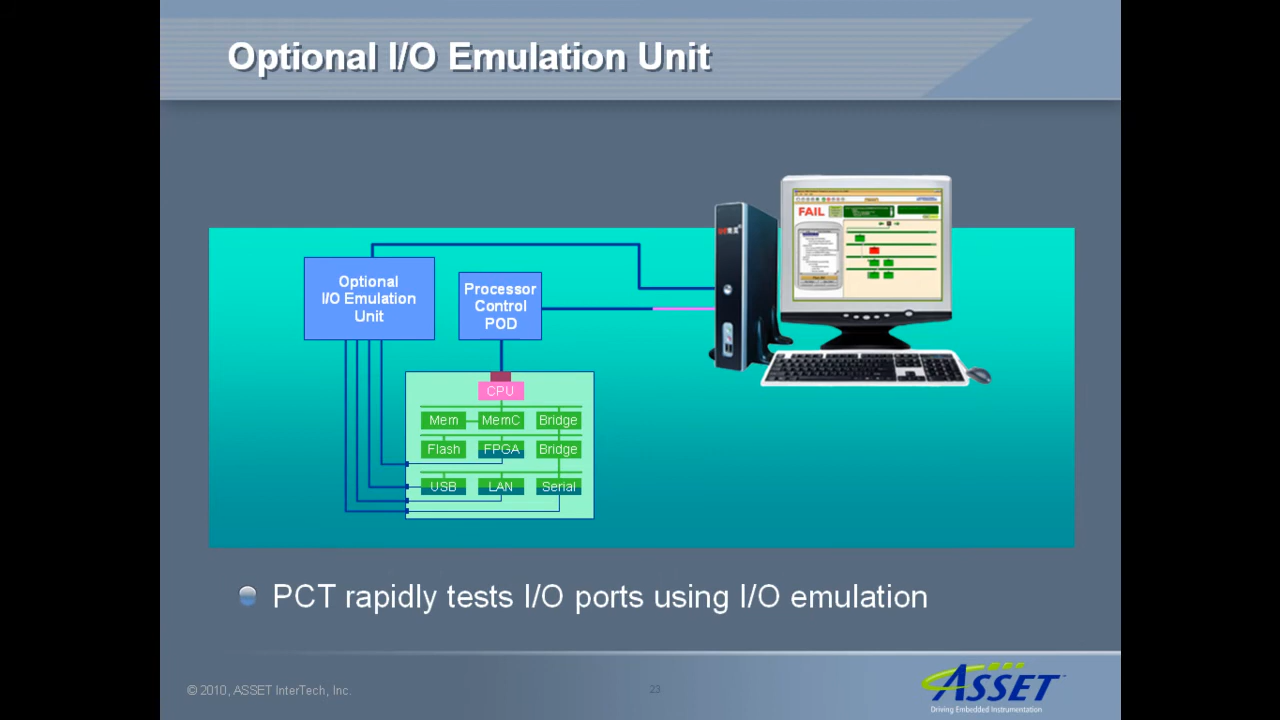 Optional I/O Emulation Unit
FAIL
Optional
I/O Emulation
Unit
Processor
Control
POD
CPU
Mem MemC Bridge
Flash FPGA Bridge
USB LAN Serial
PCT rapidly tests I/O ports using I/O emulation
© 2010, ASSET InterTech, Inc.
23
ASSET
Driving Embedded Instrumentation